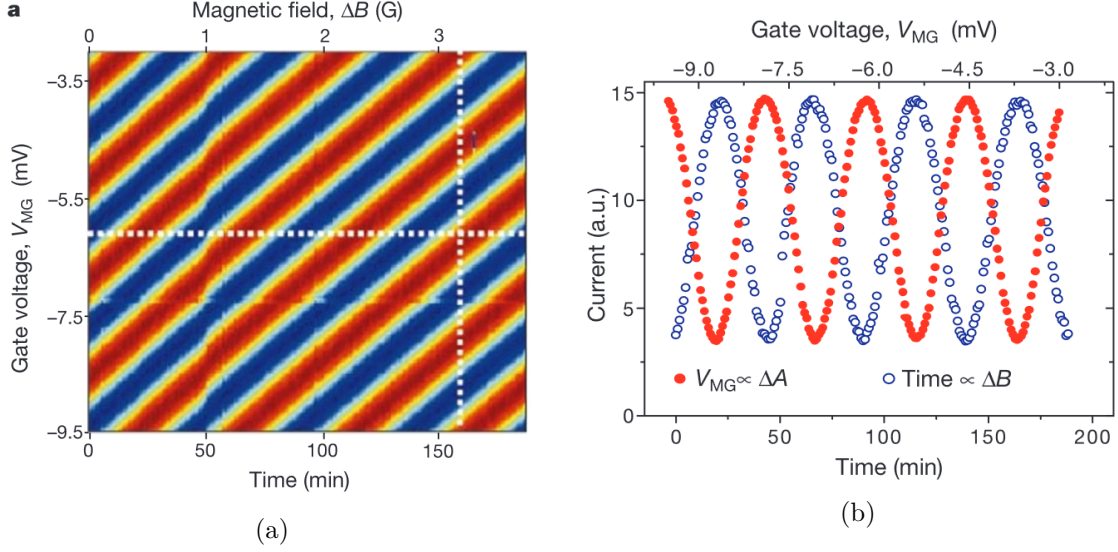 a
Magnetic field, ΔB (G)
0 1 2 3
Gate voltage, V_MG (mV)
−3.5
−5.5
−7.5
−9.5
0 50 100 150
Time (min)
(a)
Gate voltage, V_MG (mV)
−9.0 −7.5 −6.0 −4.5 −3.0
Current (a.u.)
15
10
5
0
V_MG∝ ΔA
Time ∝ ΔB
0 50 100 150 200
Time (min)
(b)